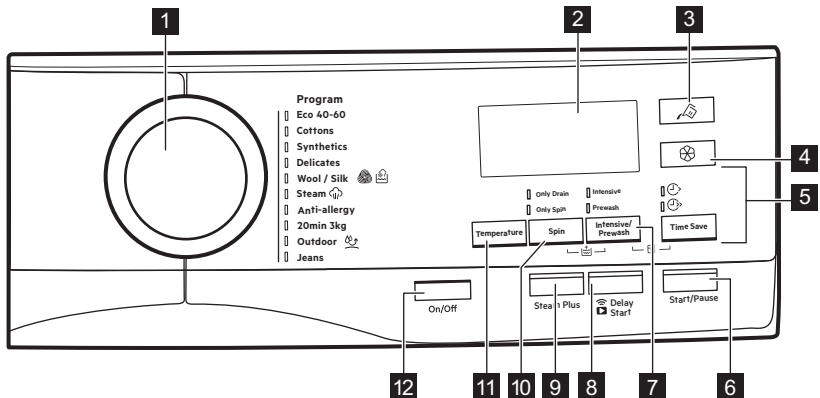 1
2
3
Program
Eco 40-60
Cottons
Synthetics
Delicates
Wool / Silk
Steam
Anti-allergy
20min 3kg
Outdoor
Jeans
4
5
Only Drain
Intensive
Only Spin
Prewash
Temperature
Spin
Intensive/
Prewash
Time Save
On/Off
Steam Plus
Delay
Start
Start/Pause
12
11
10
9
8
7
6